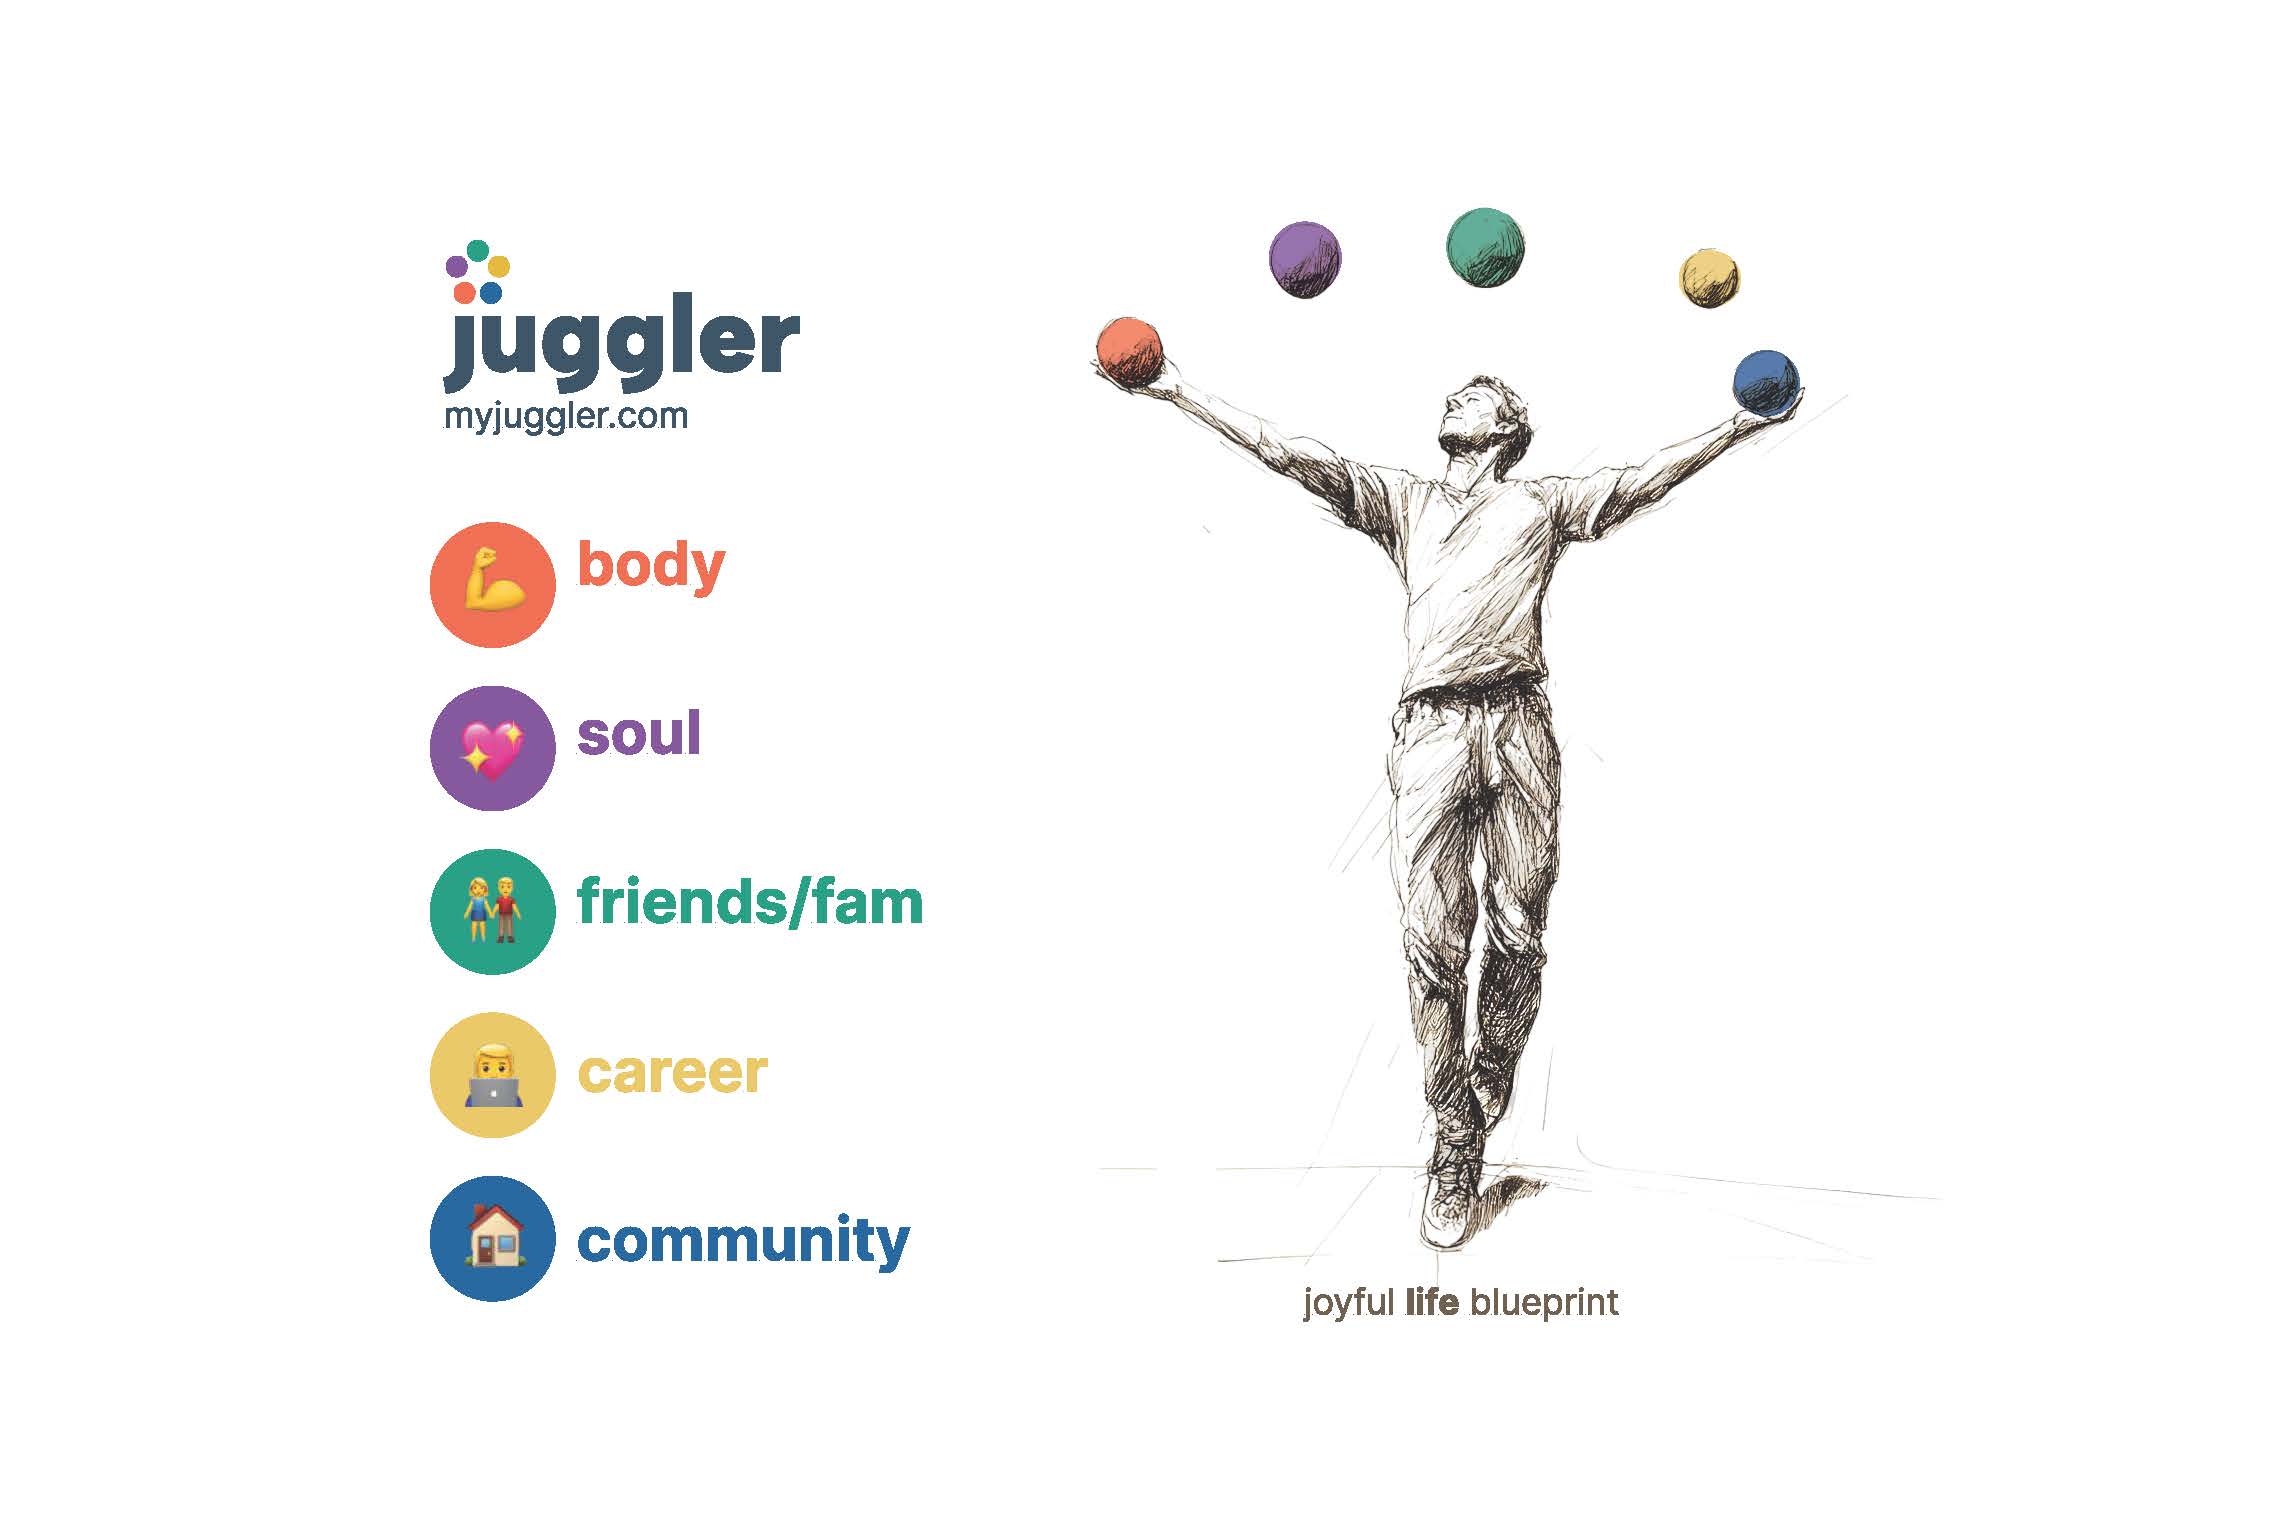 juggler
myjuggler.com
body
soul
friends/fam
career
community
joyful life blueprint